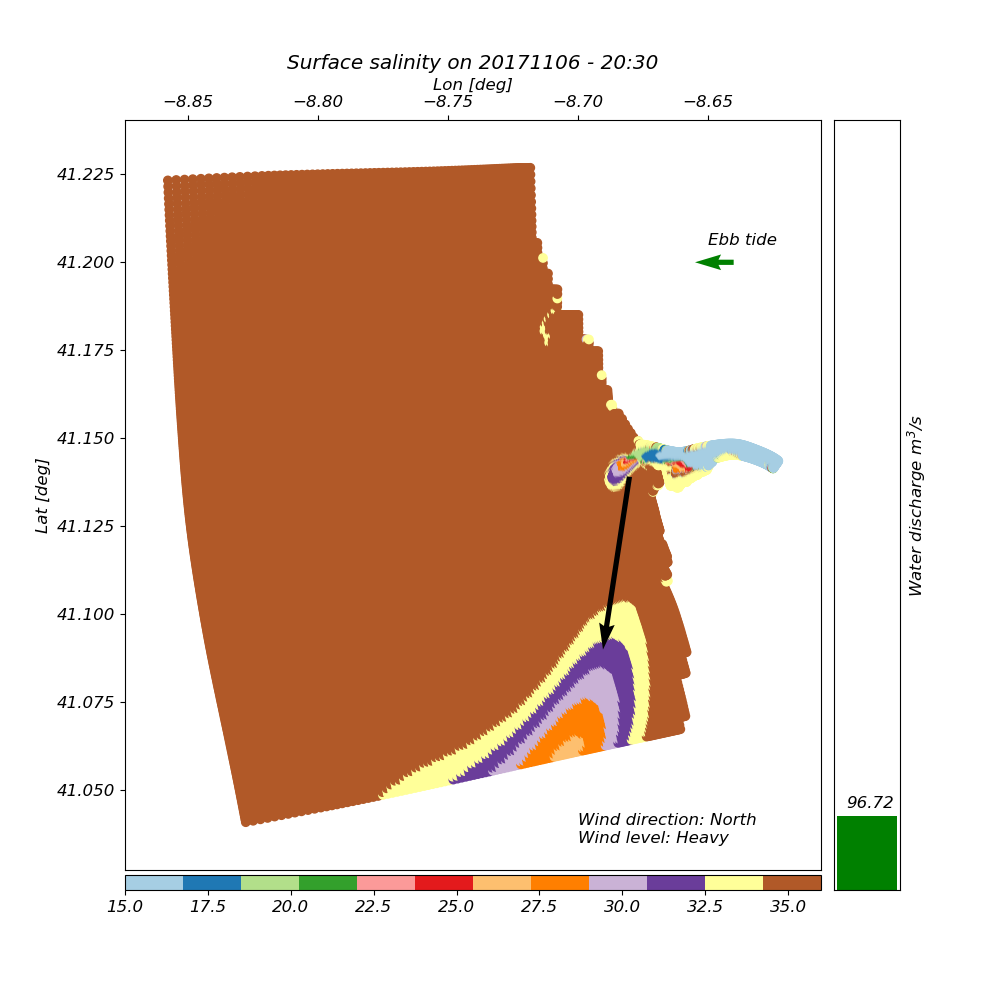 Surface salinity on 20171106 - 20:30
Lon [deg]
−8.85 −8.80 −8.75 −8.70 −8.65
41.225
41.200
41.175
41.150
41.125
41.100
41.075
41.050
Lat [deg]
Ebb tide
Wind direction: North
Wind level: Heavy
15.0 17.5 20.0 22.5 25.0 27.5 30.0 32.5 35.0
96.72
Water discharge m³/s